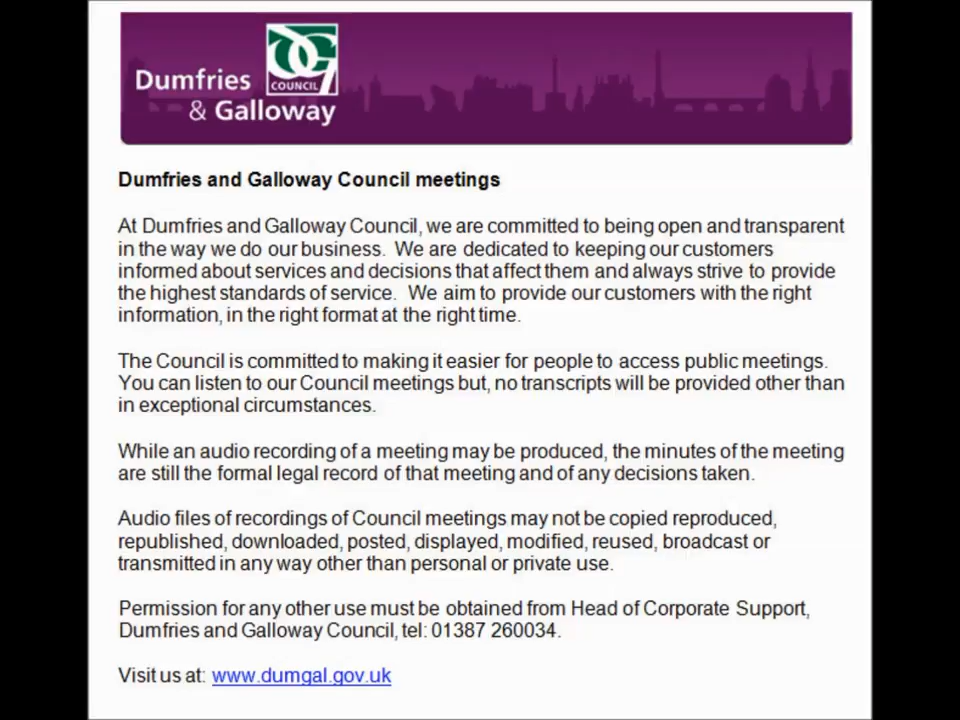 Dumfries
COUNCIL
& Galloway
Dumfries and Galloway Council meetings
At Dumfries and Galloway Council, we are committed to being open and transparent
in the way we do our business. We are dedicated to keeping our customers
informed about services and decisions that affect them and always strive to provide
the highest standards of service. We aim to provide our customers with the right
information, in the right format at the right time.
The Council is committed to making it easier for people to access public meetings.
You can listen to our Council meetings but, no transcripts will be provided other than
in exceptional circumstances.
While an audio recording of a meeting may be produced, the minutes of the meeting
are still the formal legal record of that meeting and of any decisions taken.
Audio files of recordings of Council meetings may not be copied reproduced,
republished, downloaded, posted, displayed, modified, reused, broadcast or
transmitted in any way other than personal or private use.
Permission for any other use must be obtained from Head of Corporate Support,
Dumfries and Galloway Council, tel: 01387 260034.
Visit us at: www.dumgal.gov.uk